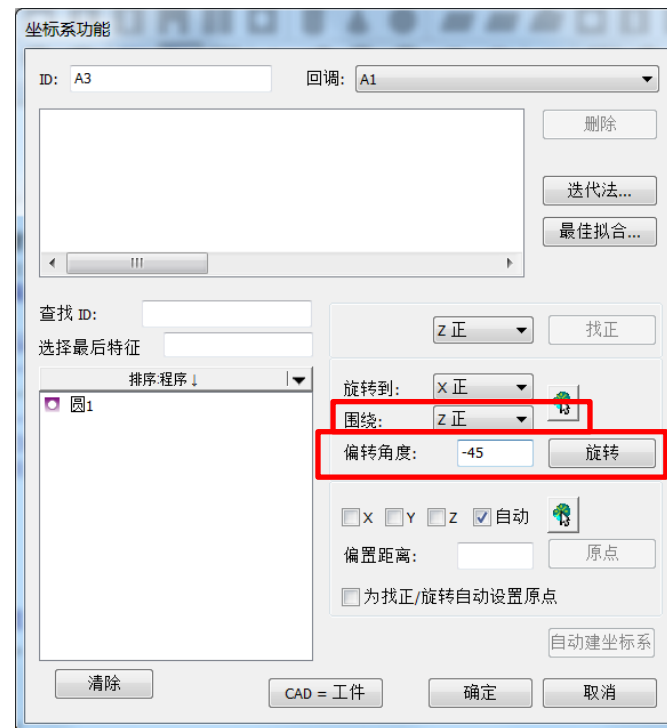 坐标系功能
ID: A3 回调: A1
删除
迭代法...
最佳拟合...
查找 ID:
Z 正 找正
选择最后特征
排序:程序↓
圆1
旋转到: X 正
围绕: Z 正
偏转角度: -45 旋转
X Y Z 自动
偏置距离: 原点
为找正/旋转自动设置原点
自动建坐标系
清除 CAD = 工件 确定 取消